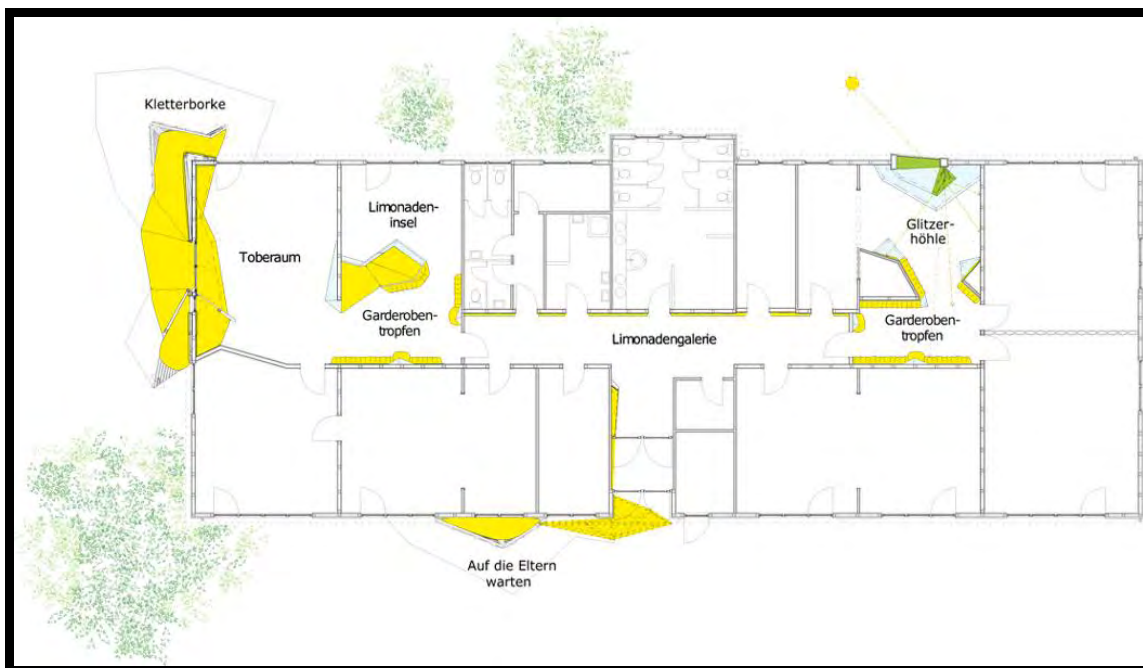 Kletterborke
Limonaden-
insel
Glitzer-
höhle
Toberaum
Garderoben-
tropfen
Limonadengalerie
Garderoben-
tropfen
Auf die Eltern
warten